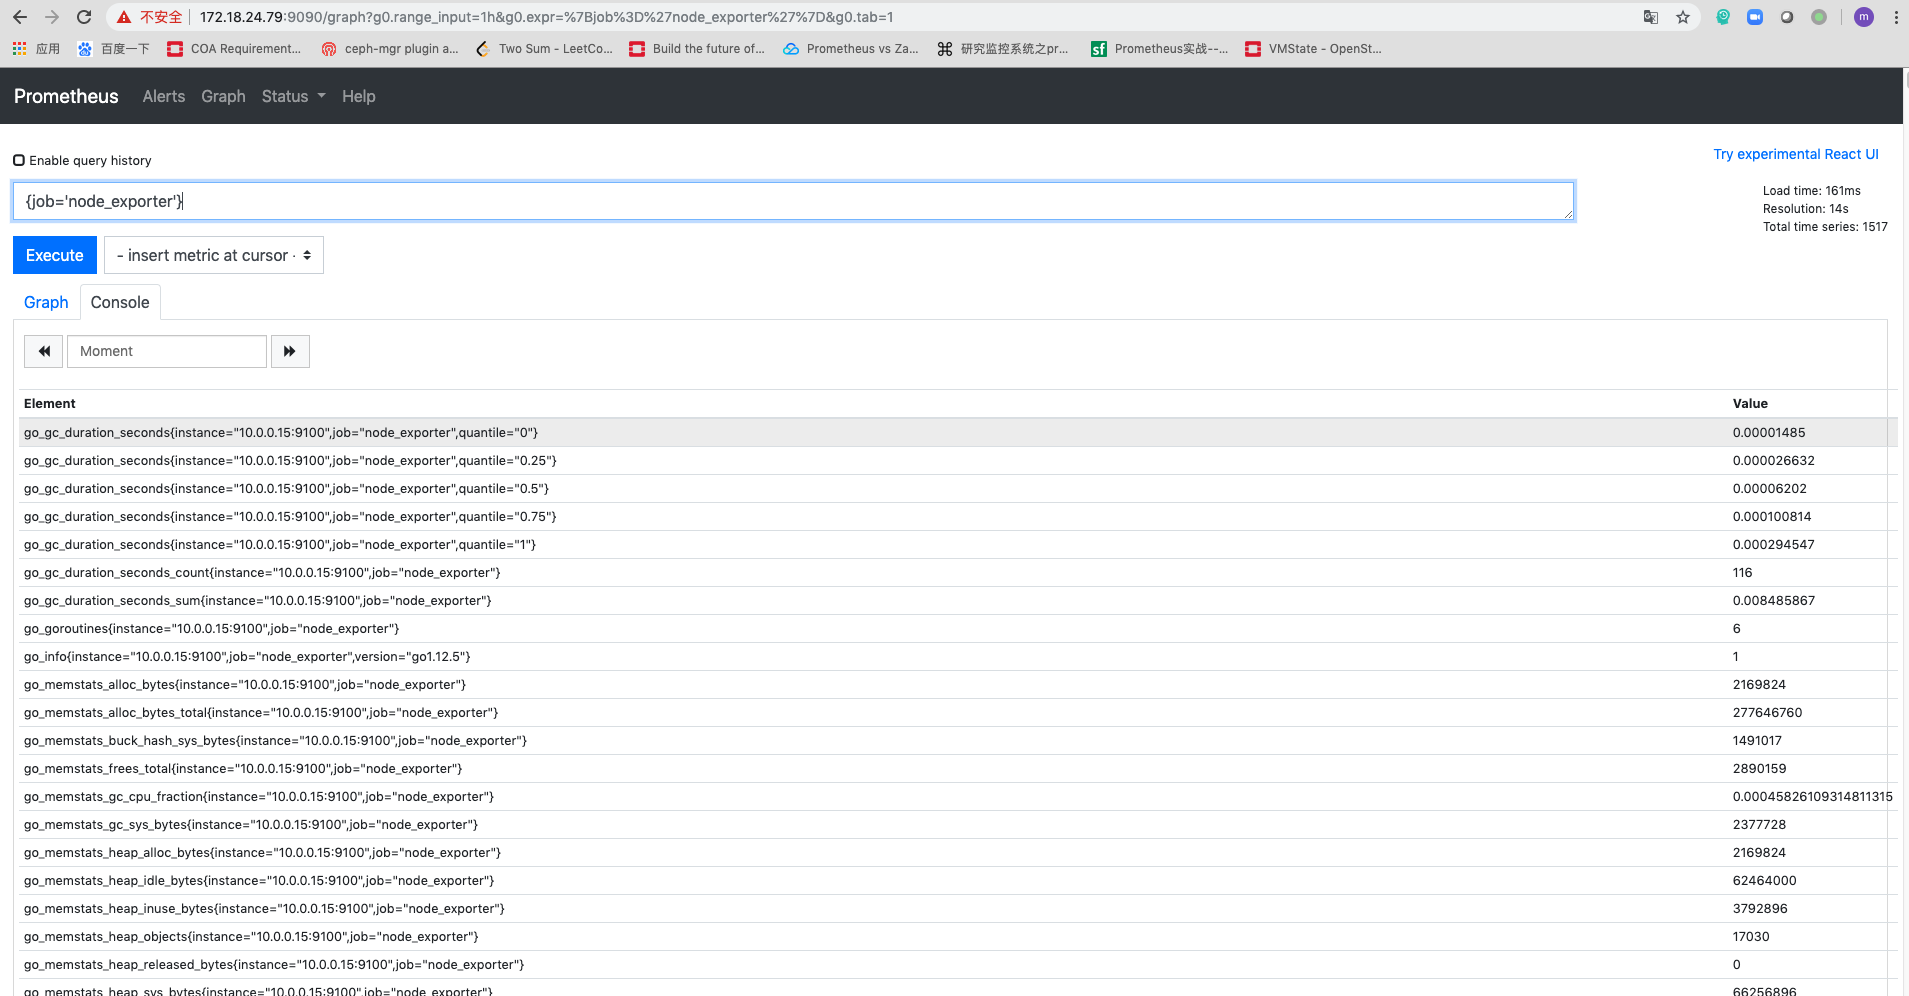 不安全 172.18.24.79:9090/graph?g0.range_input=1h&g0.expr=%7Bjob%3D%27node_exporter%27%7D&g0.tab=1 m
应用 百度一下 COA Requirement... ceph-mgr plugin a... Two Sum - LeetCo... Build the future of... Prometheus vs Za... 研究监控系统之pr... sf Prometheus实战--... VMState - OpenSt...
Prometheus Alerts Graph Status Help
Enable query history
Try experimental React UI
{job='node_exporter'}
Load time: 161ms
Resolution: 14s
Total time series: 1517
Execute - insert metric at cursor -
Graph Console
Moment
Element Value
go_gc_duration_seconds{instance="10.0.0.15:9100",job="node_exporter",quantile="0"} 0.00001485
go_gc_duration_seconds{instance="10.0.0.15:9100",job="node_exporter",quantile="0.25"} 0.000026632
go_gc_duration_seconds{instance="10.0.0.15:9100",job="node_exporter",quantile="0.5"} 0.00006202
go_gc_duration_seconds{instance="10.0.0.15:9100",job="node_exporter",quantile="0.75"} 0.000100814
go_gc_duration_seconds{instance="10.0.0.15:9100",job="node_exporter",quantile="1"} 0.000294547
go_gc_duration_seconds_count{instance="10.0.0.15:9100",job="node_exporter"} 116
go_gc_duration_seconds_sum{instance="10.0.0.15:9100",job="node_exporter"} 0.008485867
go_goroutines{instance="10.0.0.15:9100",job="node_exporter"} 6
go_info{instance="10.0.0.15:9100",job="node_exporter",version="go1.12.5"} 1
go_memstats_alloc_bytes{instance="10.0.0.15:9100",job="node_exporter"} 2169824
go_memstats_alloc_bytes_total{instance="10.0.0.15:9100",job="node_exporter"} 277646760
go_memstats_buck_hash_sys_bytes{instance="10.0.0.15:9100",job="node_exporter"} 1491017
go_memstats_frees_total{instance="10.0.0.15:9100",job="node_exporter"} 2890159
go_memstats_gc_cpu_fraction{instance="10.0.0.15:9100",job="node_exporter"} 0.00045826109314811315
go_memstats_gc_sys_bytes{instance="10.0.0.15:9100",job="node_exporter"} 2377728
go_memstats_heap_alloc_bytes{instance="10.0.0.15:9100",job="node_exporter"} 2169824
go_memstats_heap_idle_bytes{instance="10.0.0.15:9100",job="node_exporter"} 62464000
go_memstats_heap_inuse_bytes{instance="10.0.0.15:9100",job="node_exporter"} 3792896
go_memstats_heap_objects{instance="10.0.0.15:9100",job="node_exporter"} 17030
go_memstats_heap_released_bytes{instance="10.0.0.15:9100",job="node_exporter"} 0
go_memstats_heap_sys_bytes{instance="10.0.0.15:9100",job="node_exporter"} 66256896